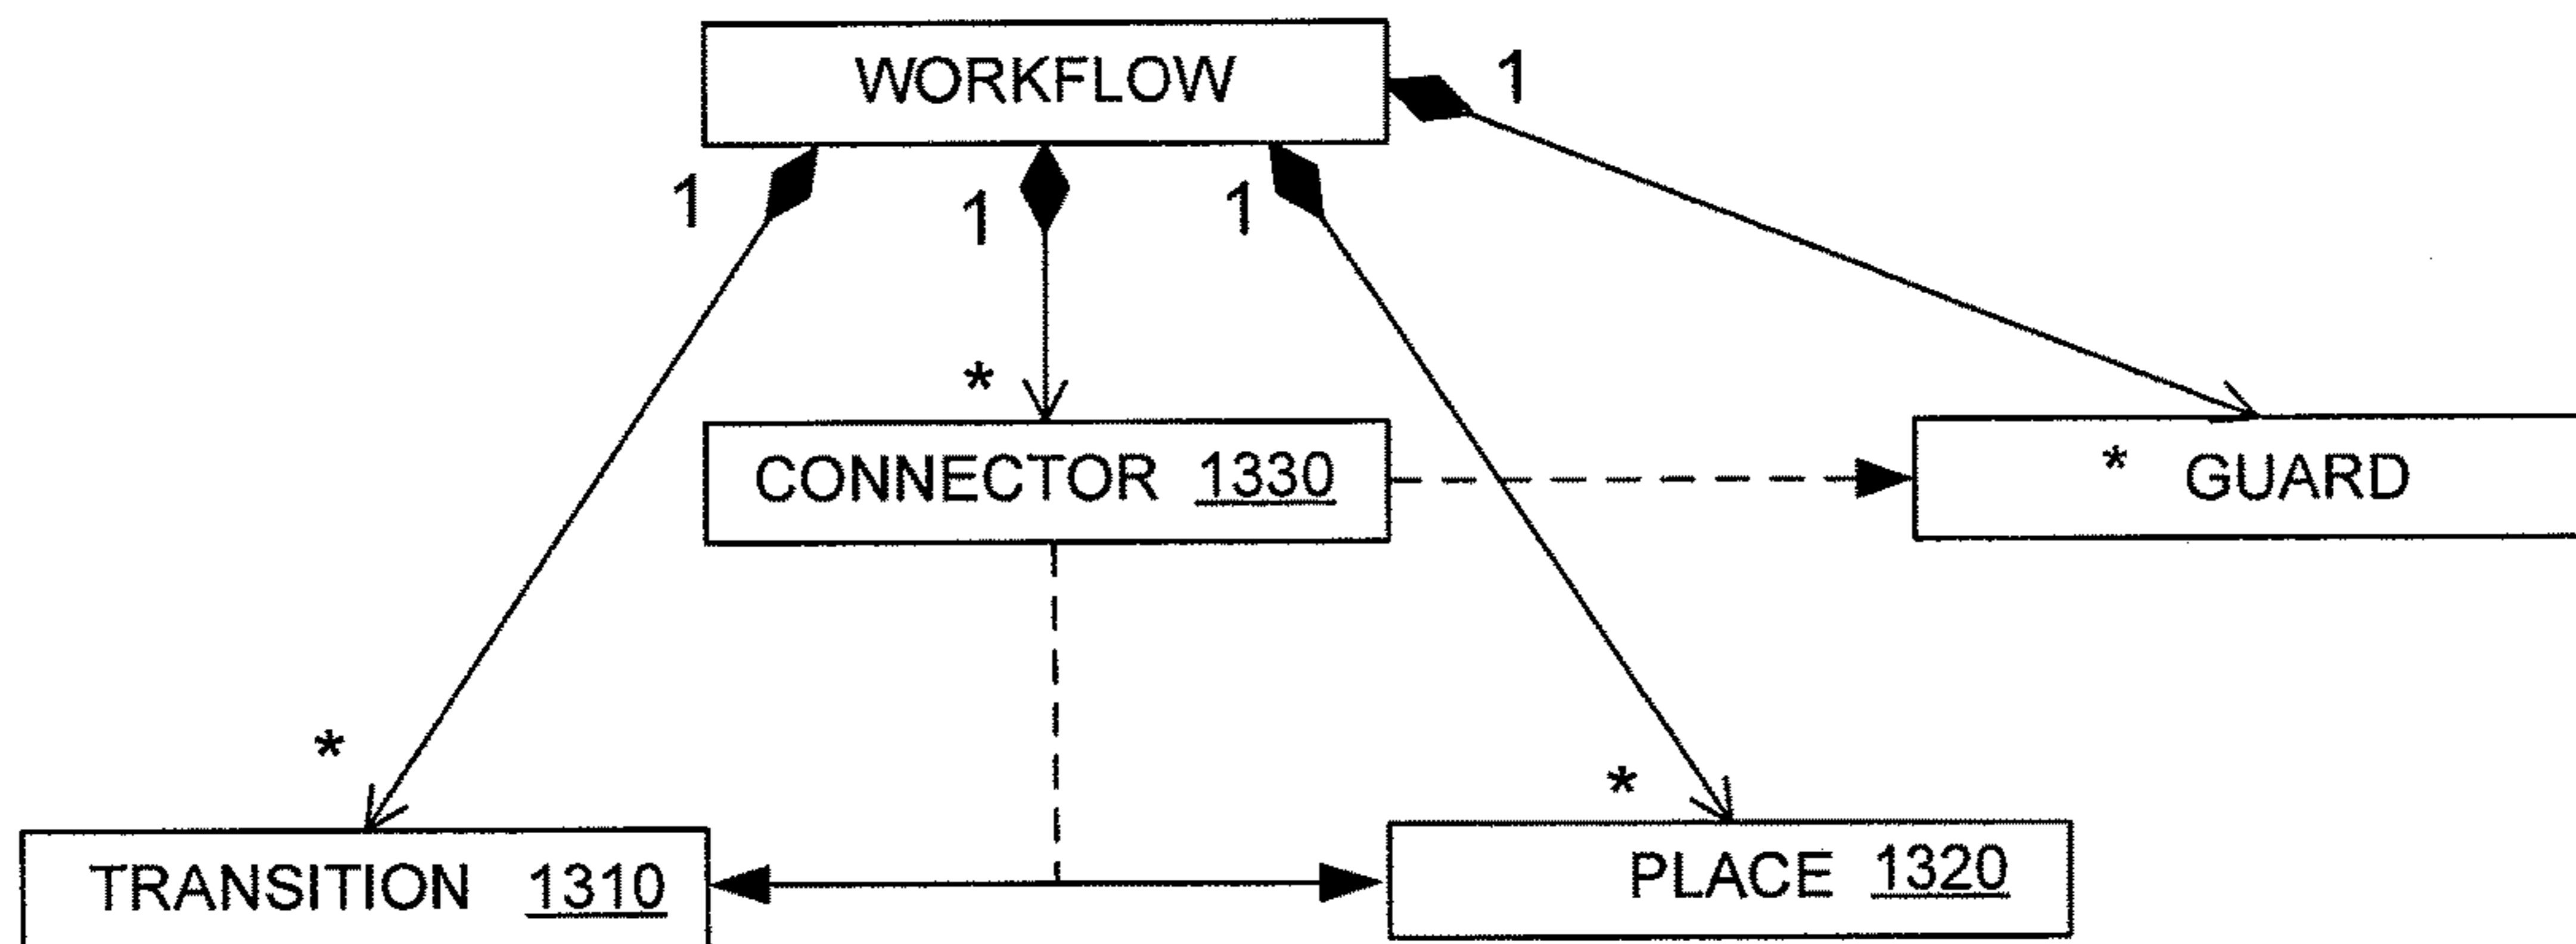 WORKFLOW
1
1
1
1
*
CONNECTOR 1330
* GUARD
*
*
TRANSITION 1310
PLACE 1320